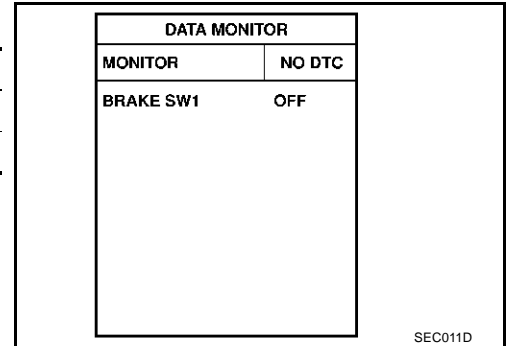 DATA MONITOR
MONITOR NO DTC
BRAKE SW1 OFF
SEC011D